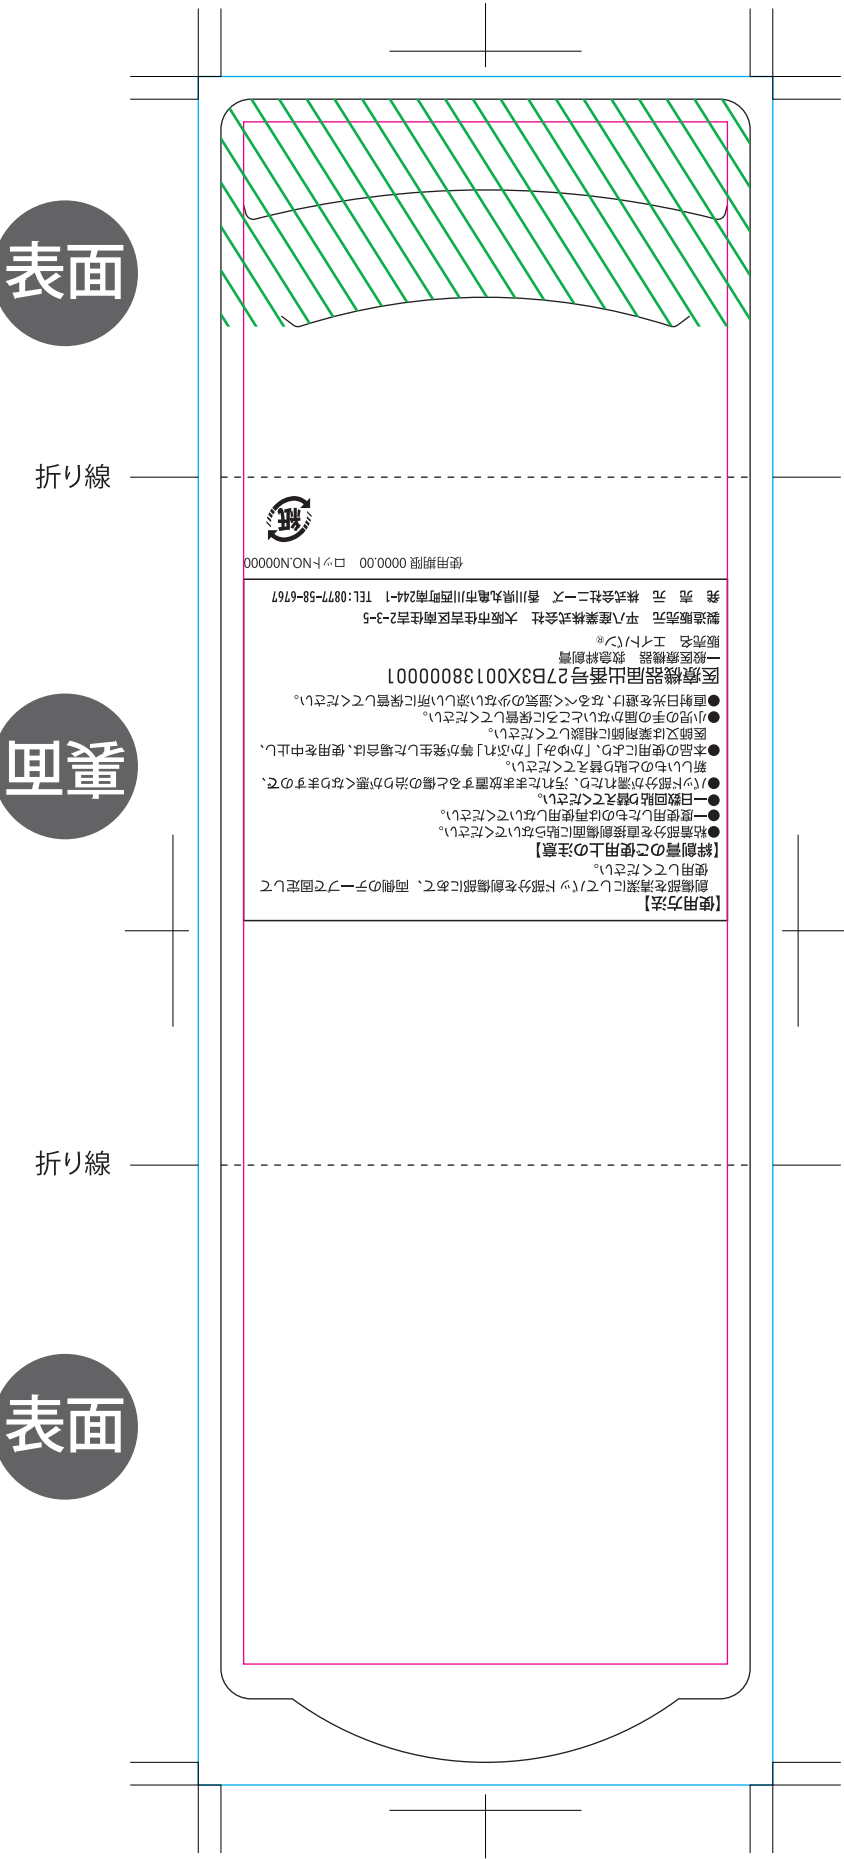 表面
折り線
裏面
【使用方法】
創傷部を清潔にしてパッド部分を創傷部にあて、両側のテープで固定して
使用してください。
【絆創膏のご使用上の注意】
●粘着部分を直接創傷面に貼らないでください。
●一度使用したものは再使用しないでください。
●一日数回貼り替えてください。
●パッド部分が濡れたり、汚れたまま放置すると傷の治りが悪くなりますので、
新しいものと貼り替えてください。
●本品の使用により、「かゆみ」「かぶれ」等が発生した場合は、使用を中止し、
医師又は薬剤師に相談してください。
●小児の手の届かないところに保管してください。
●直射日光を避け、なるべく湿気の少ない涼しい所に保管してください。
医療機器届出番号27B3X00138000001
一般医療機器 救急絆創膏
販売名 エイトバン®
製造販売元 平八産業株式会社 大阪市住吉区南住吉2-3-5
発 売 元 株式会社ニーズ 香川県丸亀市川西町南244-1 TEL:0877-58-6767
使用期限 0000.00 ロットNO.N00000
紙
折り線
表面